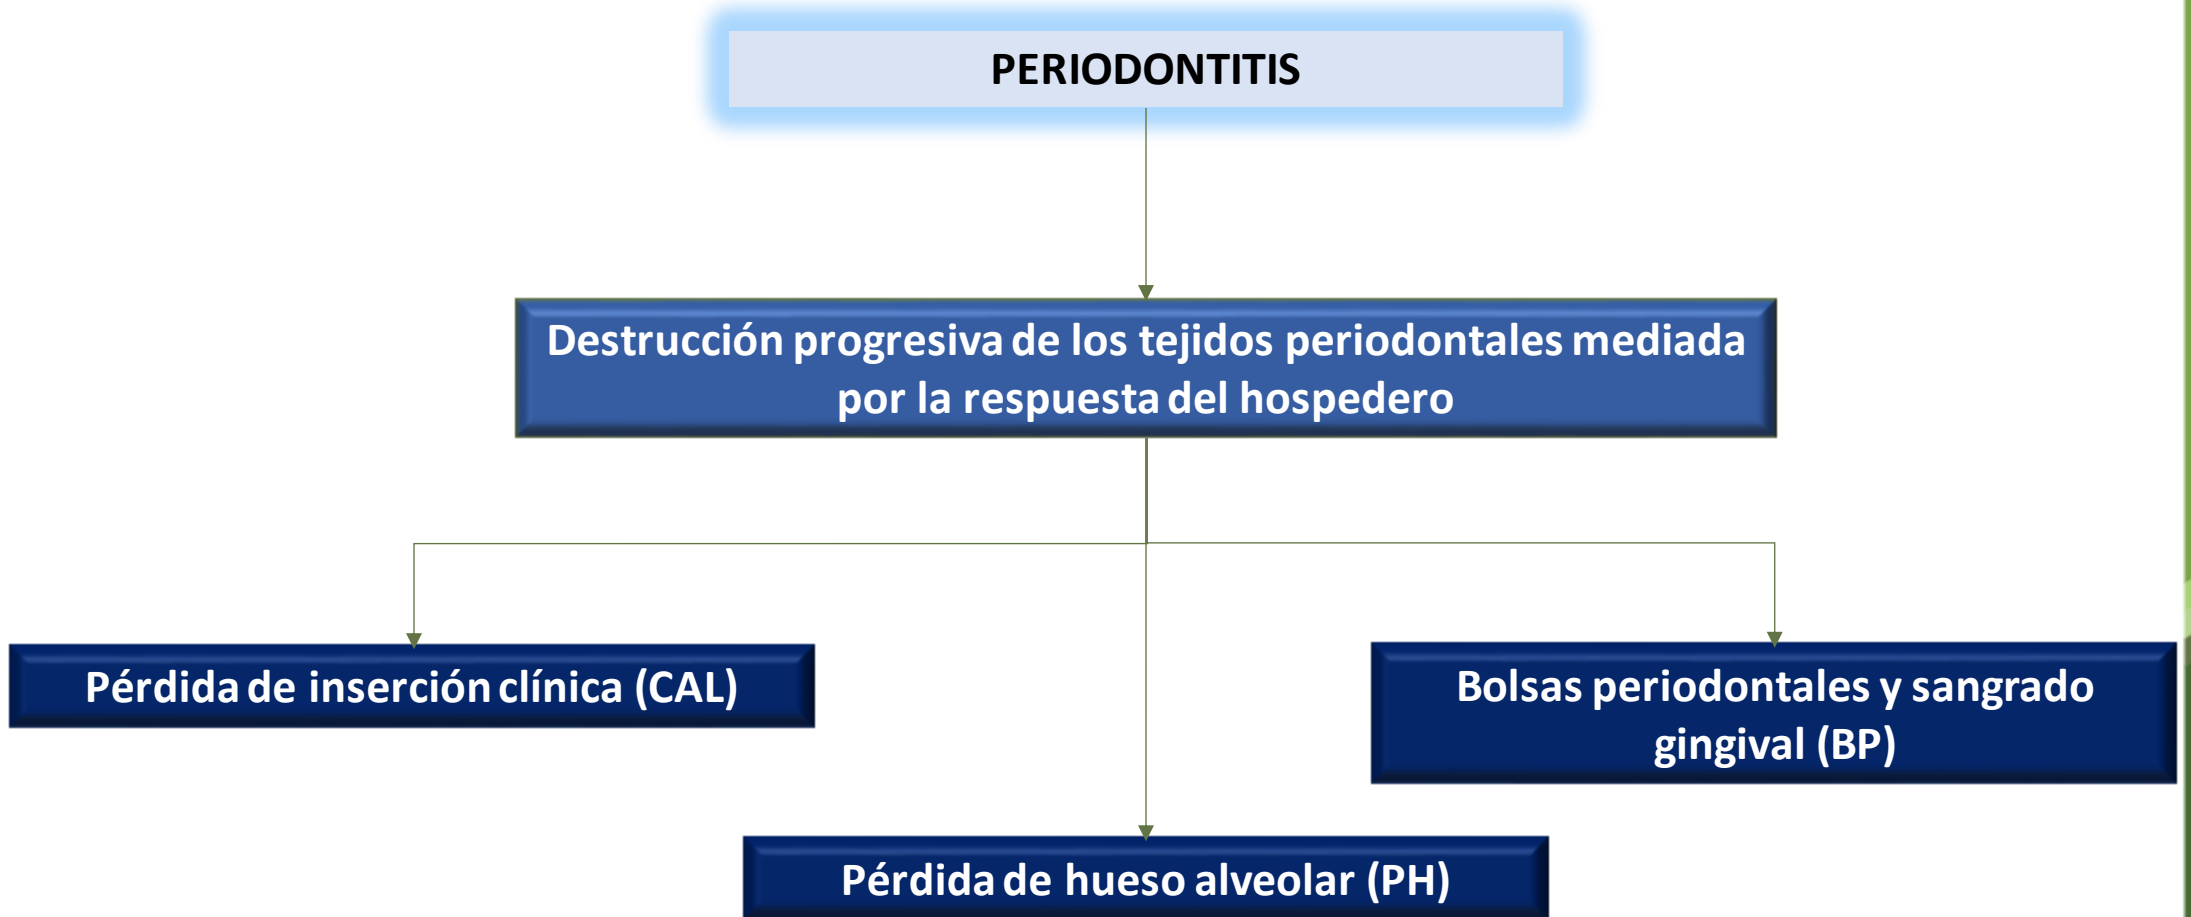 PERIODONTITIS
Destrucción progresiva de los tejidos periodontales mediada
por la respuesta del hospedero
Pérdida de inserción clínica (CAL)
Bolsas periodontales y sangrado
gingival (BP)
Pérdida de hueso alveolar (PH)